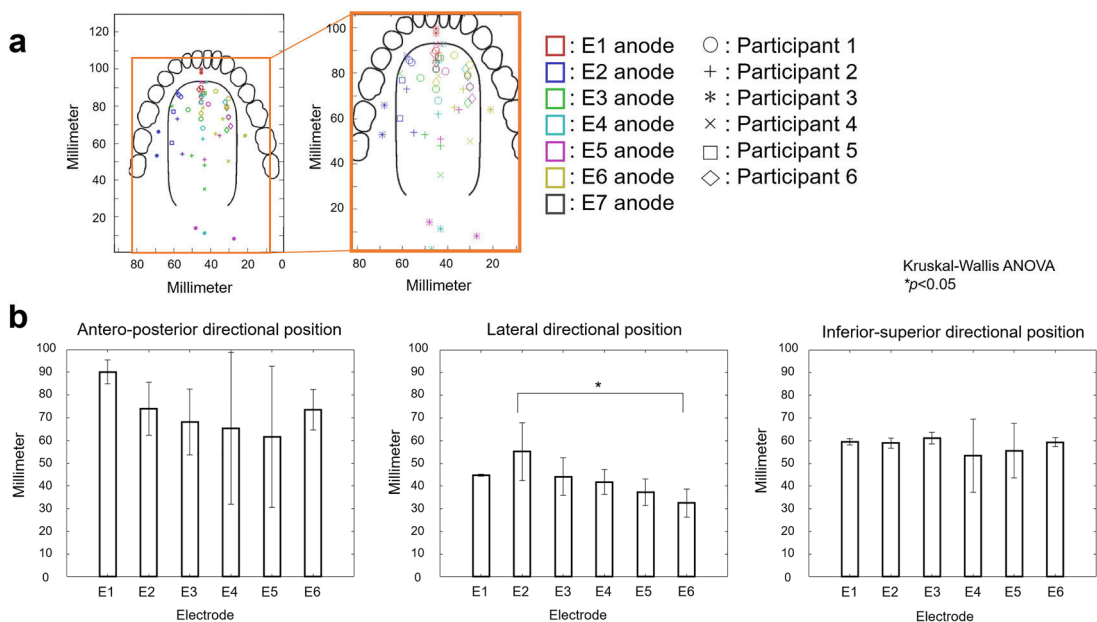 a
120
100
80
60
40
20
Millimeter
80
60
40
20
0
Millimeter
100
80
60
40
20
Millimeter
80
60
40
20
Millimeter
: E1 anode
: E2 anode
: E3 anode
: E4 anode
: E5 anode
: E6 anode
: E7 anode
: Participant 1
: Participant 2
: Participant 3
: Participant 4
: Participant 5
: Participant 6
Kruskal-Wallis ANOVA
*p<0.05
b
Antero-posterior directional position
100
90
80
70
60
50
40
30
20
10
0
Millimeter
E1 E2 E3 E4 E5 E6
Electrode
Lateral directional position
100
90
80
70
60
50
40
30
20
10
0
Millimeter
*
E1 E2 E3 E4 E5 E6
Electrode
Inferior-superior directional position
100
90
80
70
60
50
40
30
20
10
0
Millimeter
E1 E2 E3 E4 E5 E6
Electrode